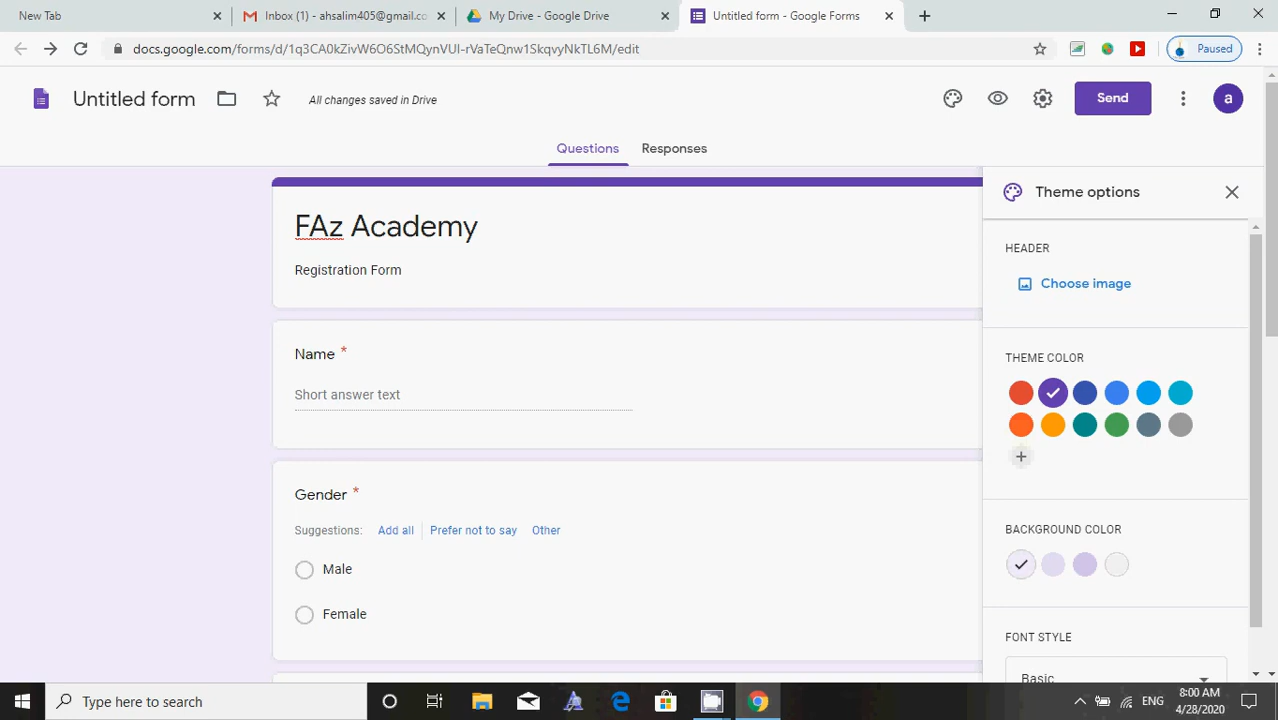 New Tab
Inbox (1) - ahsalim405@gmail.co
My Drive - Google Drive
Untitled form - Google Forms
docs.google.com/forms/d/1q3CA0kZivW6O6StMQynVUI-rVaTeQnw1SkqvyNkTL6M/edit
Paused
Untitled form
All changes saved in Drive
Send
a
Questions
Responses
Theme options
FAz Academy
Registration Form
HEADER
Choose image
Name *
Short answer text
THEME COLOR
Gender *
Suggestions: Add all Prefer not to say Other
Male
Female
BACKGROUND COLOR
FONT STYLE
Basic
Type here to search
ENG
8:00 AM
4/28/2020